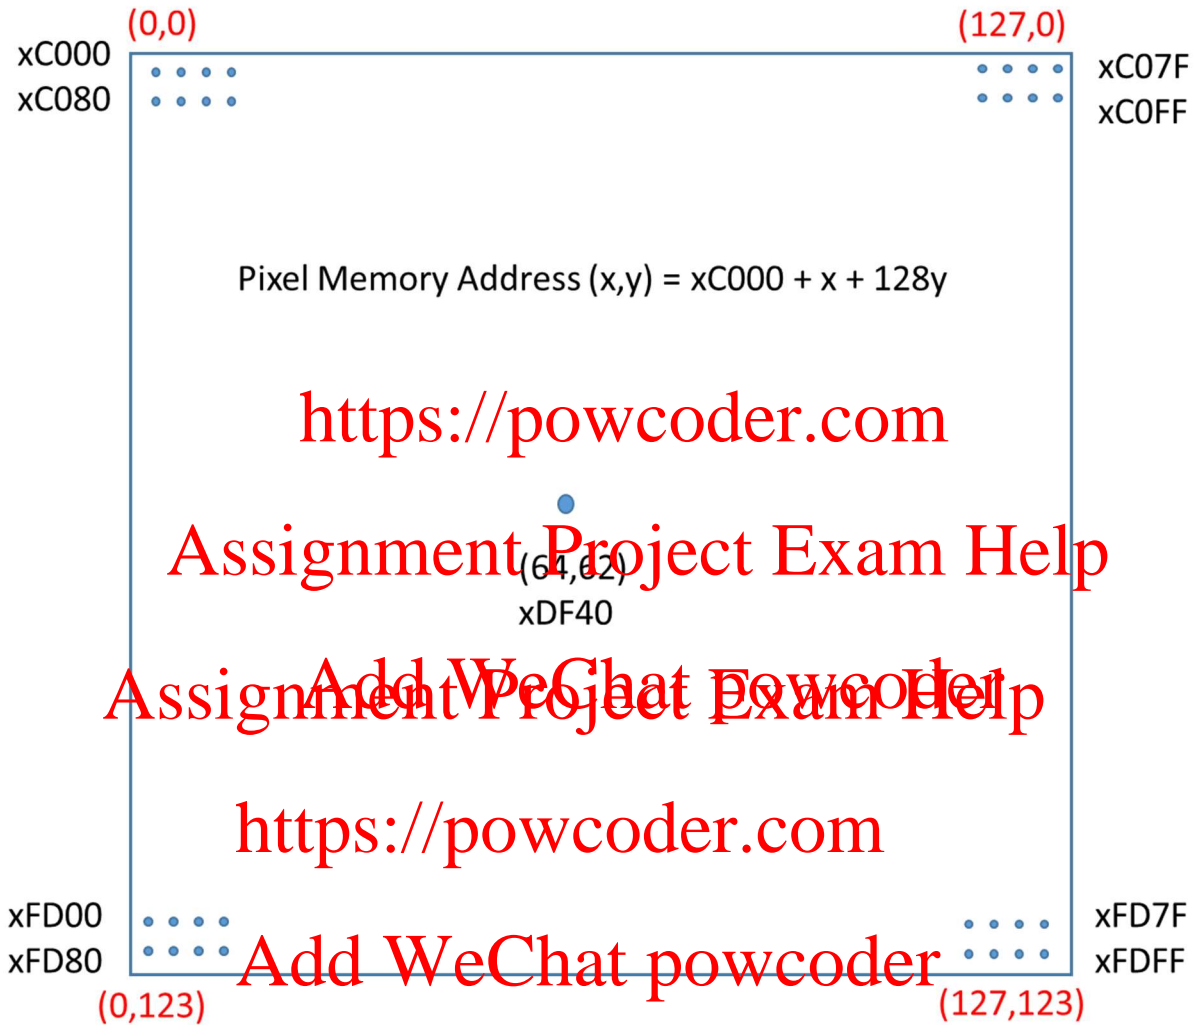 (0,0)
(127,0)
xC000
xC07F
xC080
xC0FF
Pixel Memory Address (x,y) = xC000 + x + 128y
https://powcoder.com
Assignment Project Exam Help
(64,62)
xDF40
Add WeChat powcoder
Assignment Project Exam Help
https://powcoder.com
xFD00
xFD7F
Add WeChat powcoder
xFD80
xFDFF
(0,123)
(127,123)